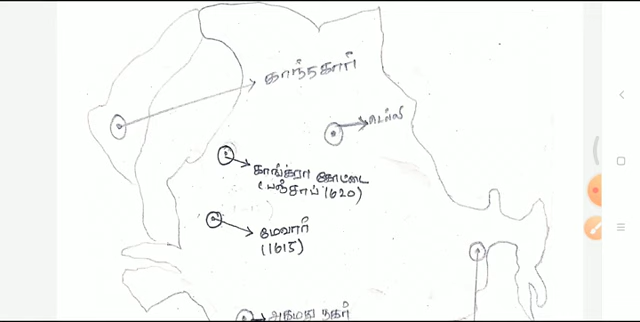 காந்தகார்
டெல்லி
காங்க்ரா கோட்டை
(பஞ்சாப் 1620)
மேவார்
(1615)
அகமது நகர்